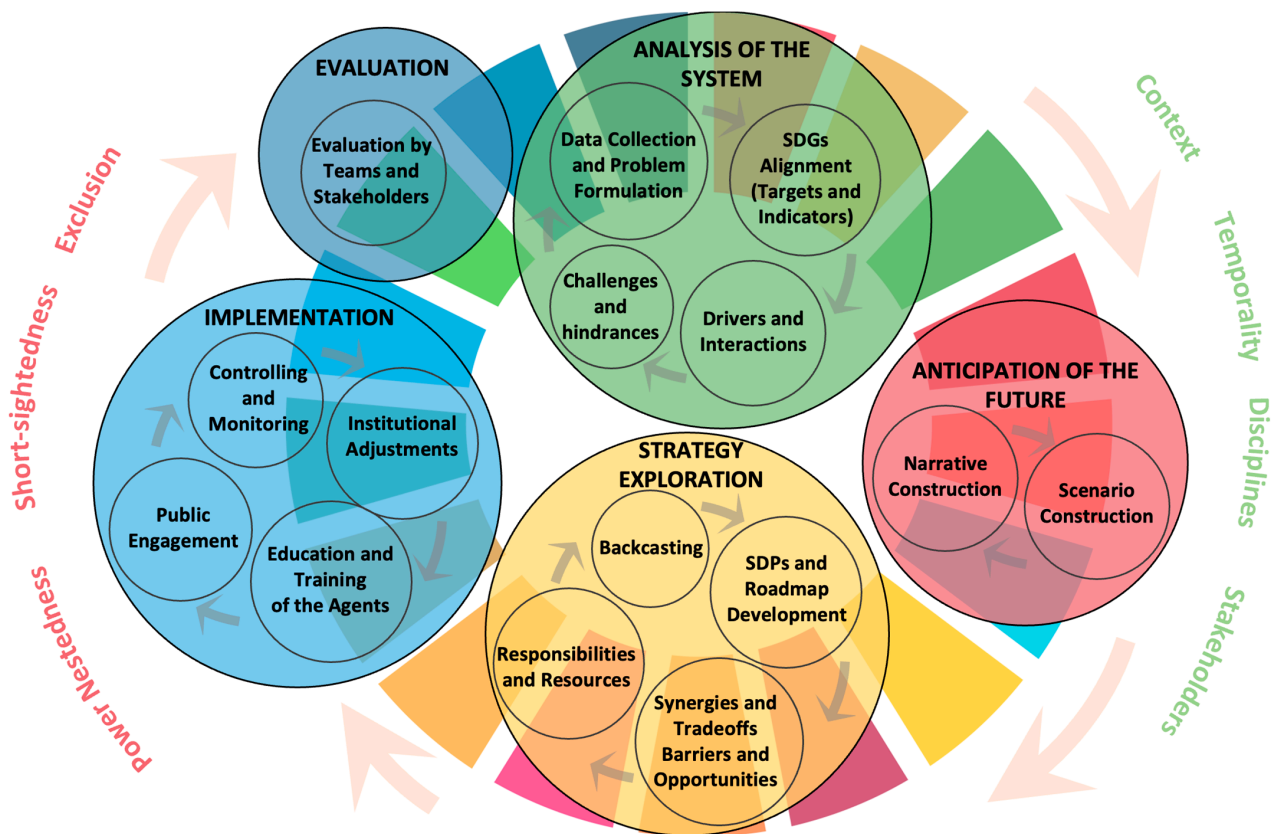 EVALUATION
Evaluation by
Teams and
Stakeholders
ANALYSIS OF THE
SYSTEM
Data Collection
and Problem
Formulation
SDGs
Alignment
(Targets and
Indicators)
Drivers and
Interactions
Challenges
and
hindrances
ANTICIPATION OF THE
FUTURE
Narrative
Construction
Scenario
Construction
STRATEGY
EXPLORATION
Backcasting
SDPs and
Roadmap
Development
Synergies and
Tradeoffs
Barriers and
Opportunities
Responsibilities
and Resources
IMPLEMENTATION
Controlling
and
Monitoring
Institutional
Adjustments
Education and
Training
of the Agents
Public
Engagement
Context
Temporality
Disciplines
Stakeholders
Power Nestedness
Short-sightedness
Exclusion